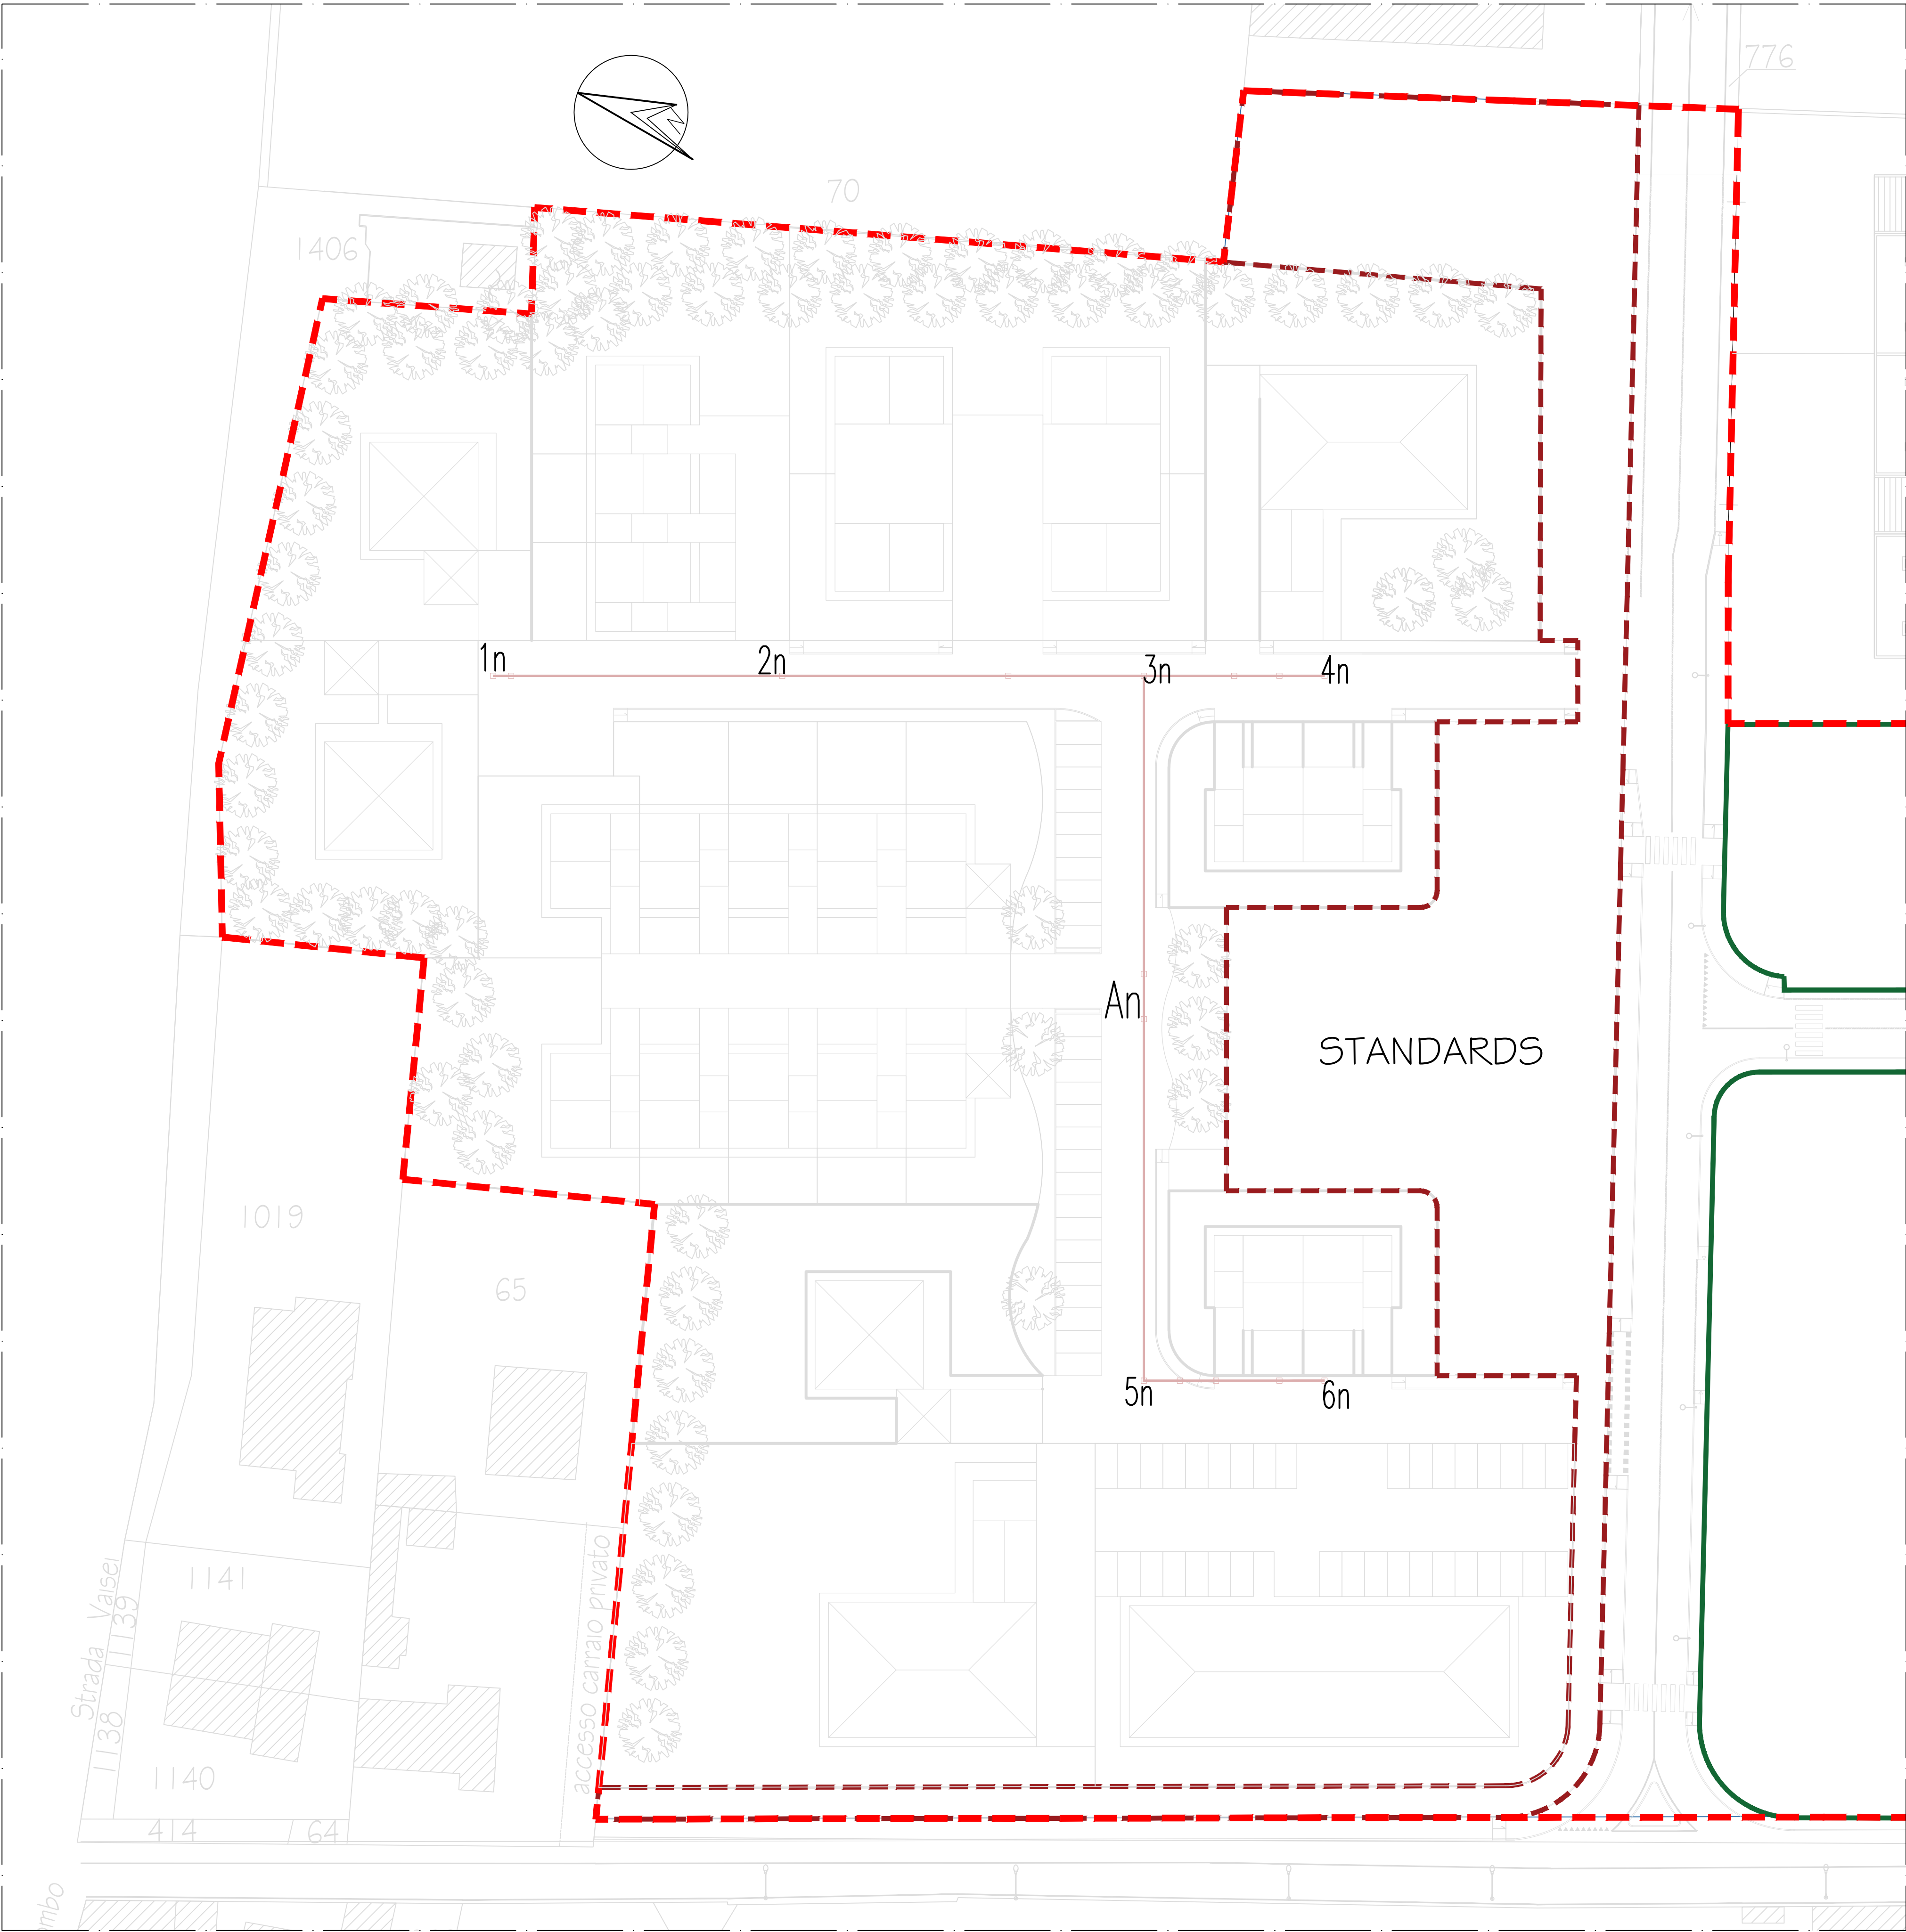 776
70
1406
1n
2n
3n
4n
An
STANDARDS
1019
65
5n
6n
Strada Vaisei
1139
1141
accesso carraio privato
1138
1140
414
64